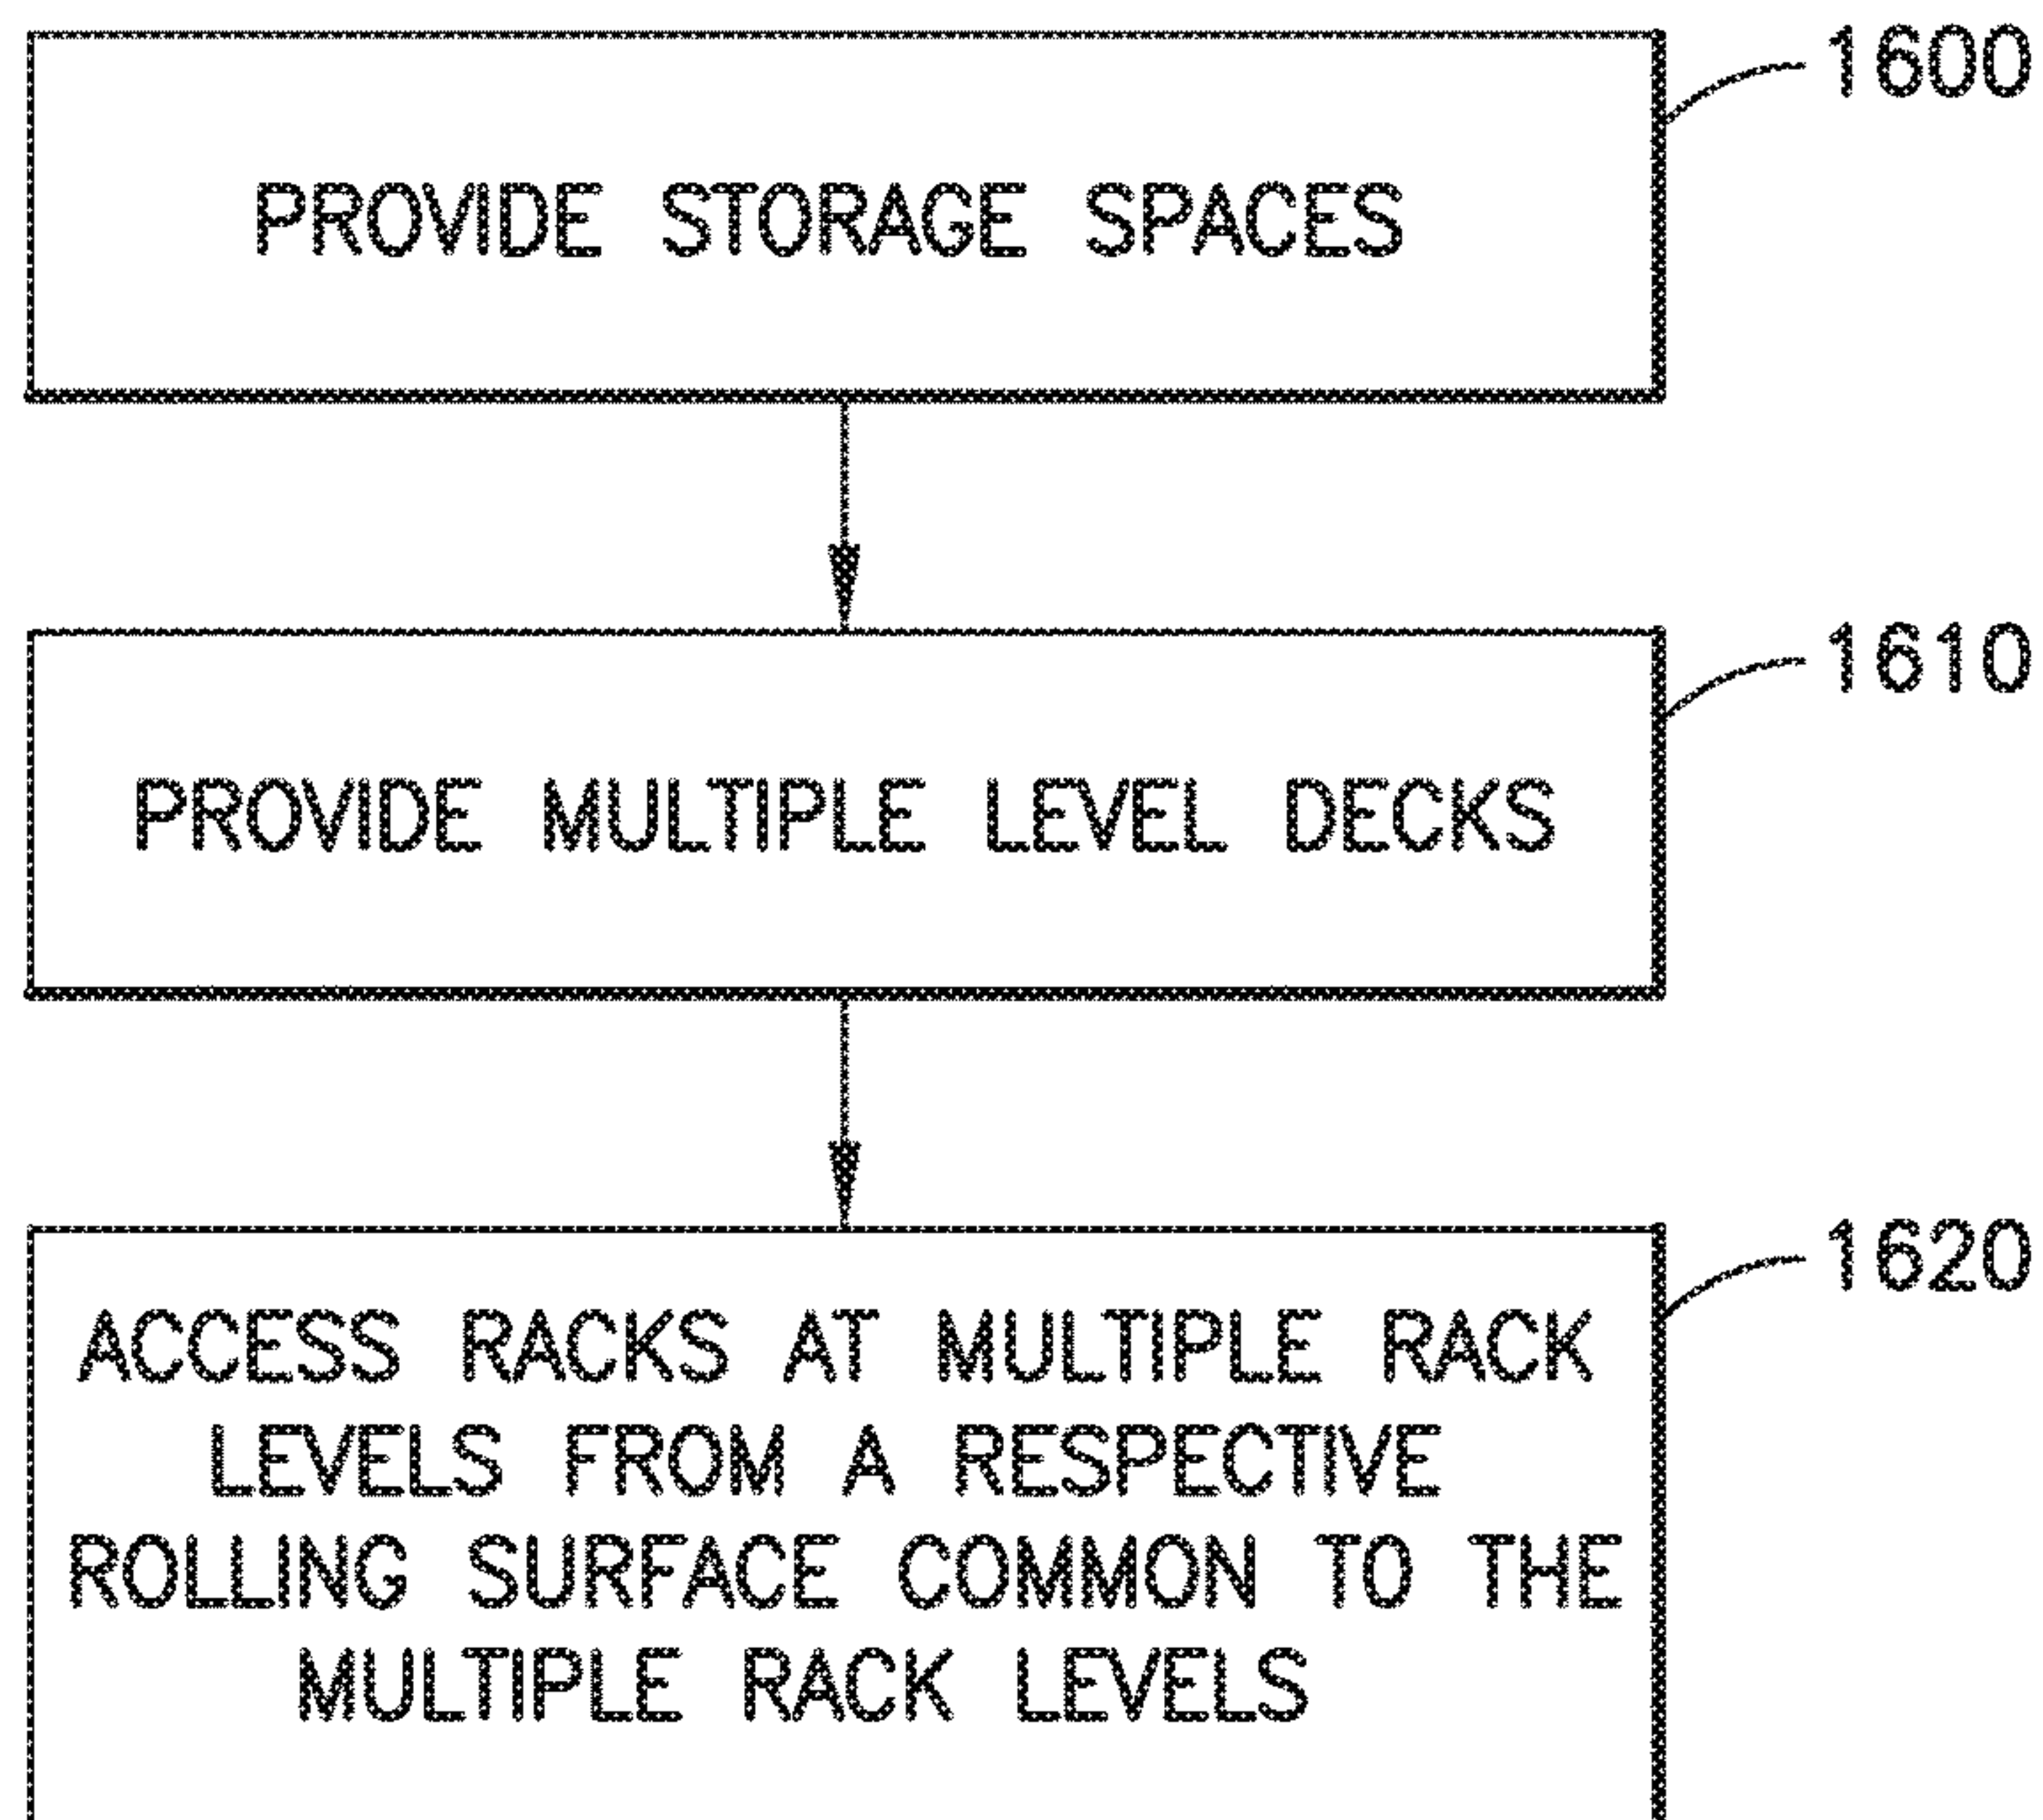 1600
PROVIDE STORAGE SPACES
1610
PROVIDE MULTIPLE LEVEL DECKS
1620
ACCESS RACKS AT MULTIPLE RACK
LEVELS FROM A RESPECTIVE
ROLLING SURFACE COMMON TO THE
MULTIPLE RACK LEVELS